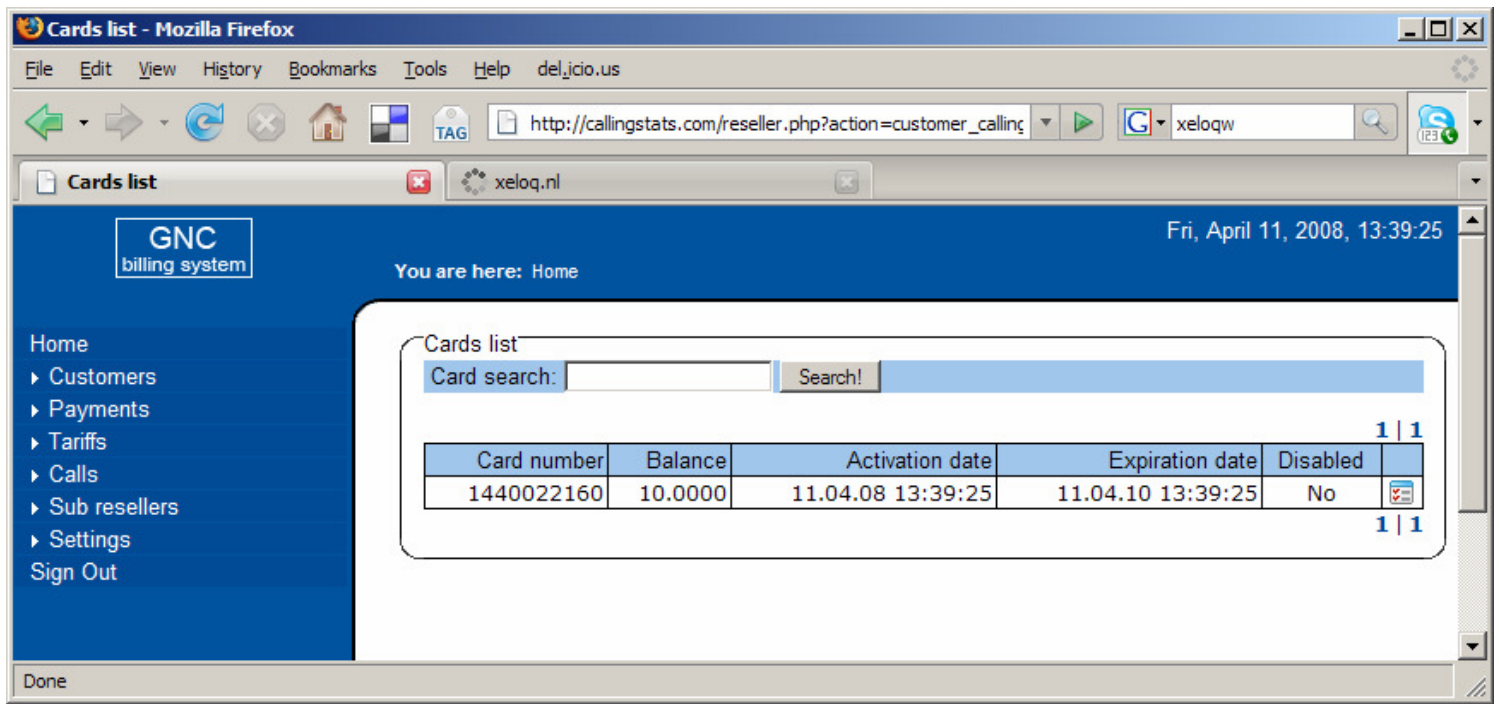 Cards list - Mozilla Firefox
File Edit View History Bookmarks Tools Help del.icio.us
TAG http://callingstats.com/reseller.php?action=customer_calling G xeloqw 123
Cards list xeloq.nl
GNC
billing system
Fri, April 11, 2008, 13:39:25
You are here: Home
Home
Customers
Payments
Tariffs
Calls
Sub resellers
Settings
Sign Out
Cards list
Card search: Search!
1 | 1
Card number Balance Activation date Expiration date Disabled
1440022160 10.0000 11.04.08 13:39:25 11.04.10 13:39:25 No
1 | 1
Done